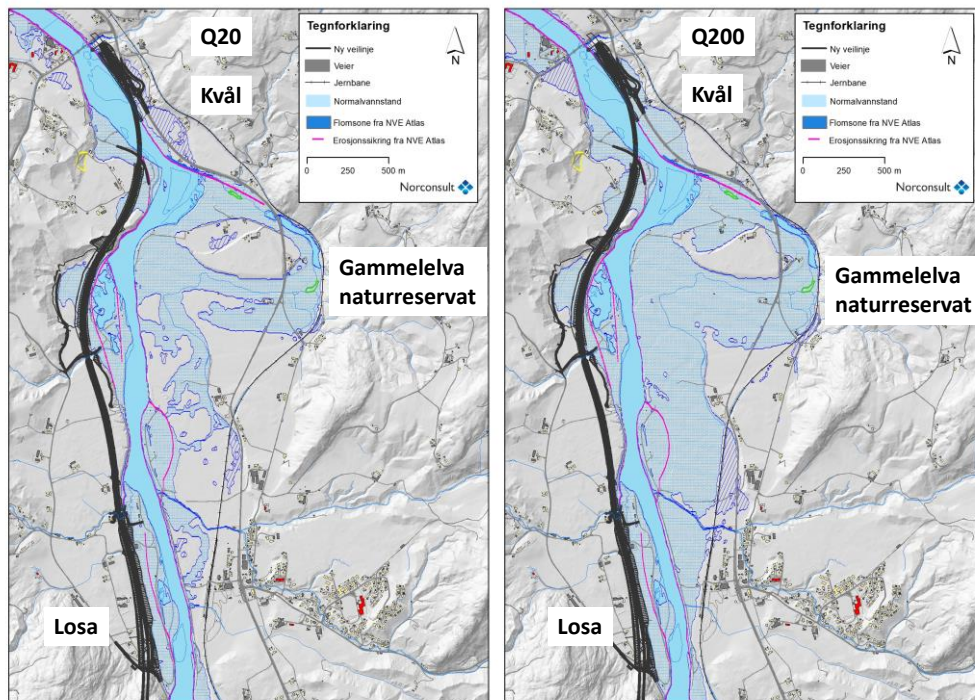 Q20
Kvål
Tegnforklaring
N
Ny veilinje
Veier
Jernbane
Normalvannstand
Flomsone fra NVE Atlas
Erosjonssikring fra NVE Atlas
0 250 500 m
Norconsult
Gammelelva
naturreservat
Losa
Q200
Kvål
Tegnforklaring
N
Ny veilinje
Veier
Jernbane
Normalvannstand
Flomsone fra NVE Atlas
Erosjonssikring fra NVE Atlas
0 250 500 m
Norconsult
Gammelelva
naturreservat
Losa